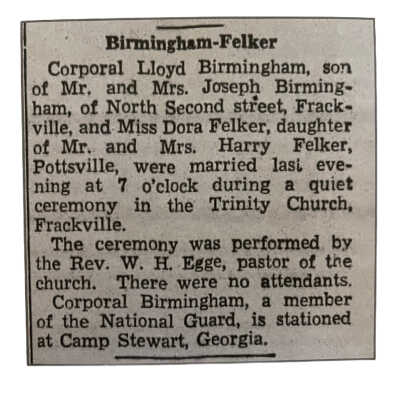 Birmingham-Felker
Corporal Lloyd Birmingham, son
of Mr. and Mrs. Joseph Birming-
ham, of North Second street, Frack-
ville, and Miss Dora Felker, daughter
of Mr. and Mrs. Harry Felker,
Pottsville, were married last eve-
ning at 7 o'clock during a quiet
ceremony in the Trinity Church,
Frackville.
The ceremony was performed by
the Rev. W. H. Egge, pastor of the
church. There were no attendants.
Corporal Birmingham, a member
of the National Guard, is stationed
at Camp Stewart, Georgia.